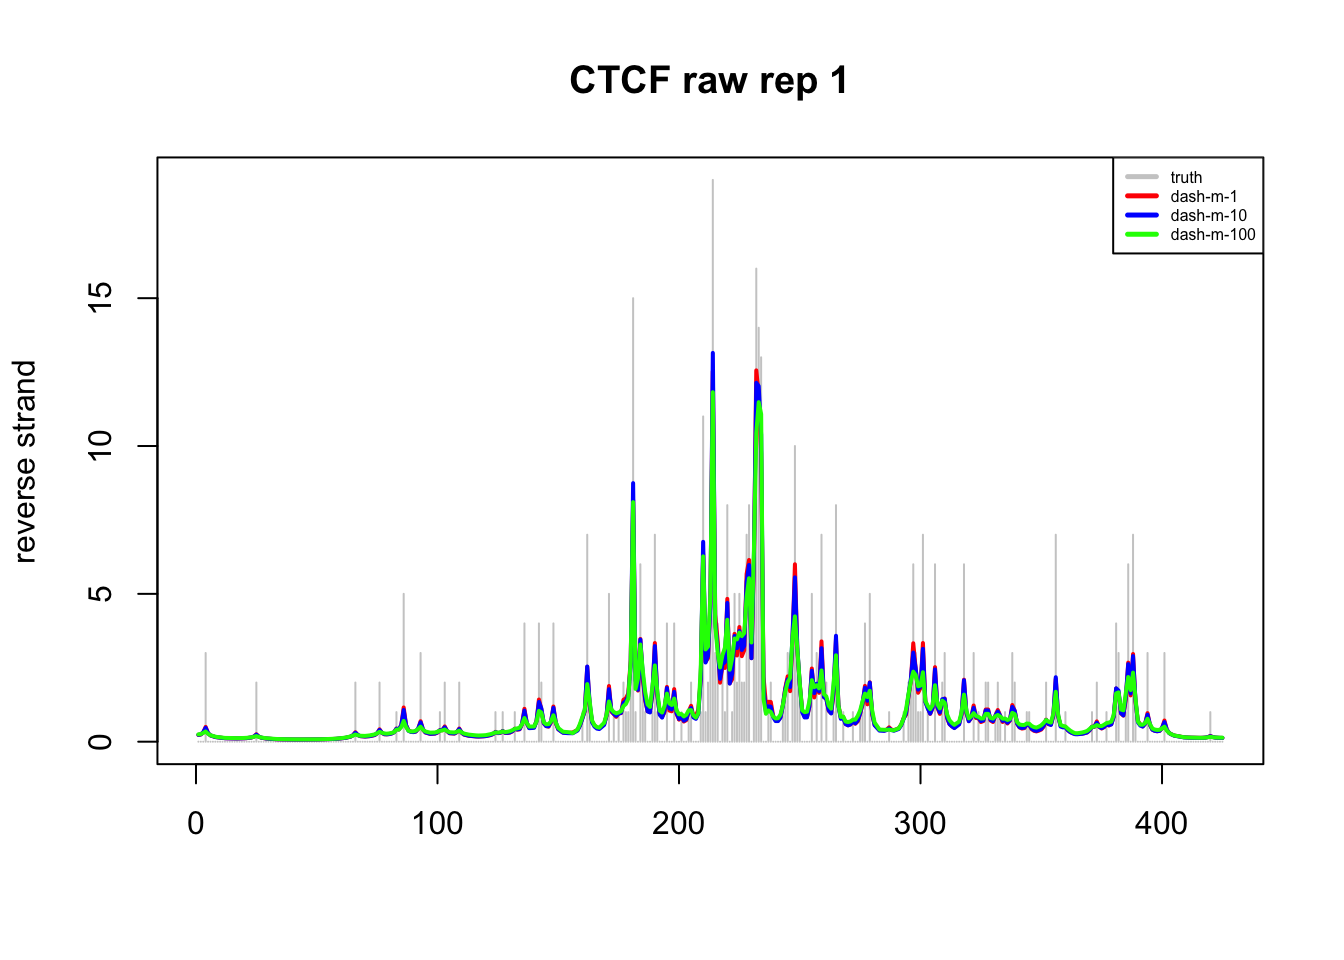 CTCF raw rep 1
truth
dash-m-1
dash-m-10
dash-m-100
reverse strand
15
10
5
0
0 100 200 300 400